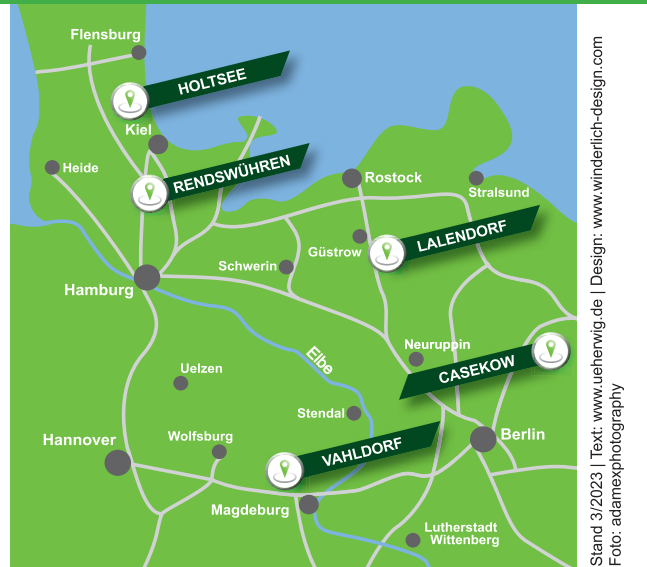 Flensburg
HOLTSEE
Kiel
Heide
RENDSWÜHREN
Rostock
Stralsund
LALENDORF
Güstrow
Schwerin
Hamburg
Elbe
Neuruppin
CASEKOW
Uelzen
Stendal
Hannover
Wolfsburg
VAHLDORF
Berlin
Magdeburg
Lutherstadt
Wittenberg
Stand 3/2023 | Text: www.ueherwig.de | Design: www.winderlich-design.com
Foto: adamexphotography